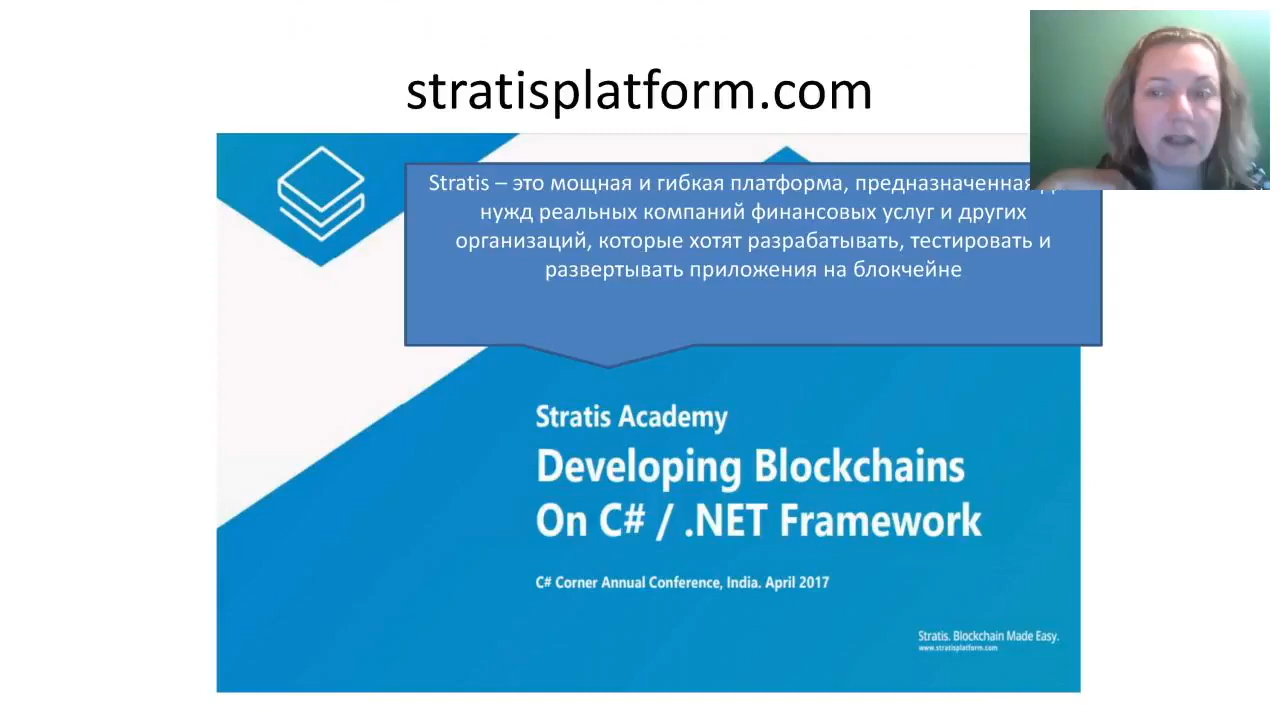 stratisplatform.com
Stratis – это мощная и гибкая платформа, предназначенная
нужд реальных компаний финансовых услуг и других
организаций, которые хотят разрабатывать, тестировать и
развертывать приложения на блокчейне
Stratis Academy
Developing Blockchains
On C# / .NET Framework
C# Corner Annual Conference, India. April 2017
Stratis. Blockchain Made Easy.
www.stratisplatform.com